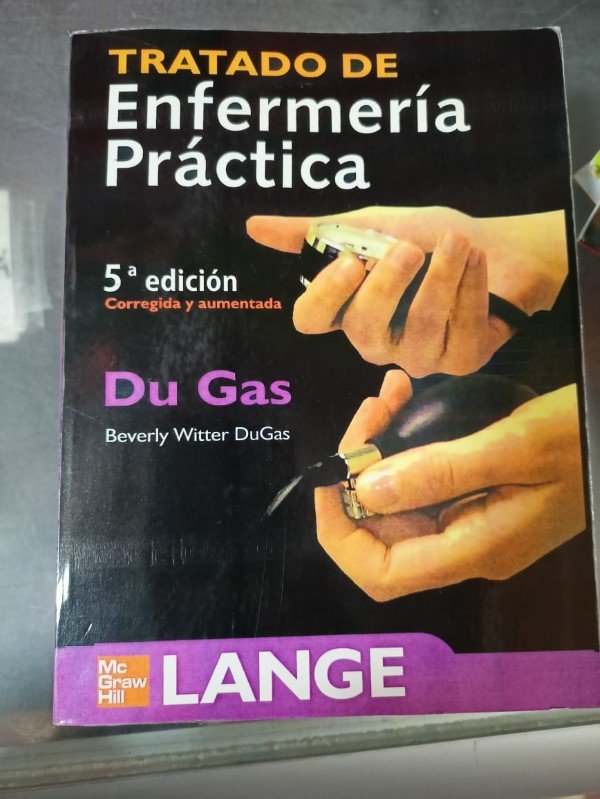 TRATADO DE
Enfermería
Práctica
5ª edición
Corregida y aumentada
Du Gas
Beverly Witter DuGas
Mc
Graw
Hill
LANGE